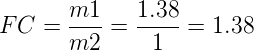 FC = m1/m2 = 1.38/1 = 1.38